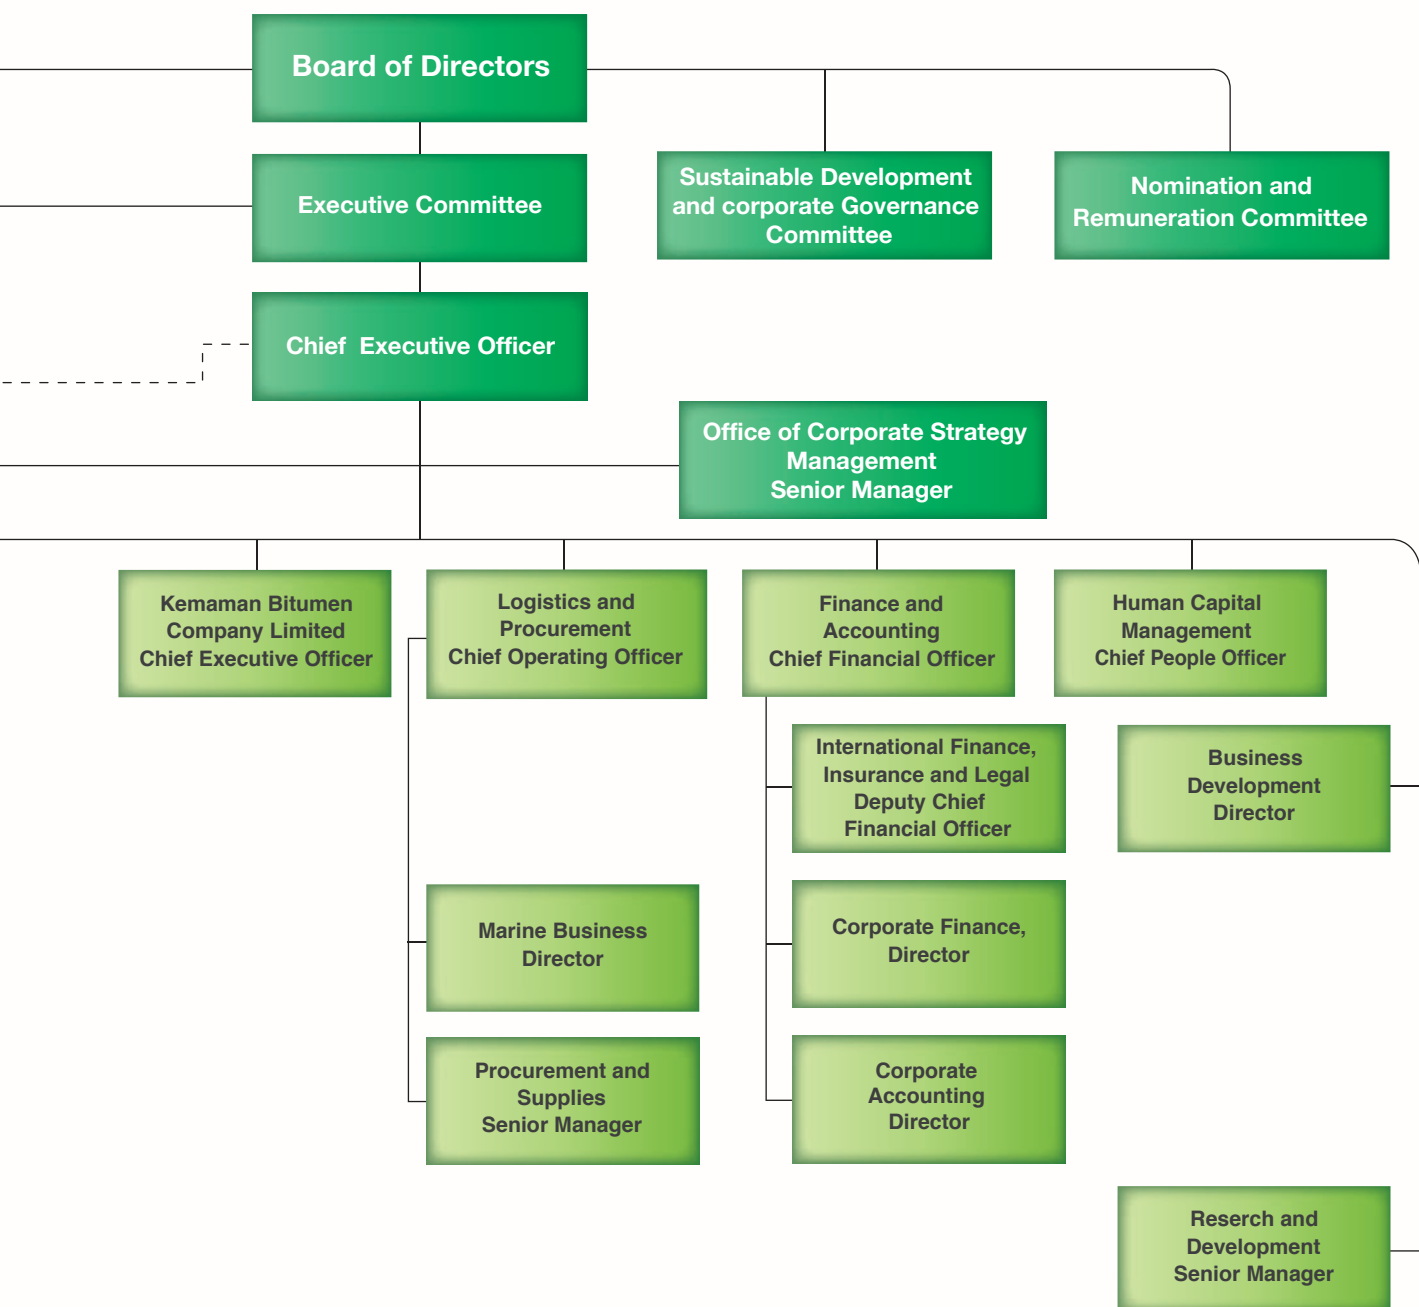 Board of Directors
Executive Committee
Sustainable Development
and corporate Governance
Committee
Nomination and
Remuneration Committee
Chief Executive Officer
Office of Corporate Strategy
Management
Senior Manager
Kemaman Bitumen
Company Limited
Chief Executive Officer
Logistics and
Procurement
Chief Operating Officer
Finance and
Accounting
Chief Financial Officer
Human Capital
Management
Chief People Officer
International Finance,
Insurance and Legal
Deputy Chief
Financial Officer
Business
Development
Director
Marine Business
Director
Corporate Finance,
Director
Procurement and
Supplies
Senior Manager
Corporate
Accounting
Director
Reserch and
Development
Senior Manager